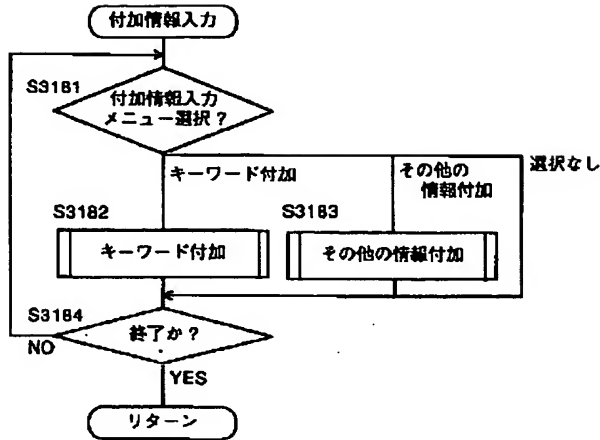 付加情報入力
S3181
付加情報入力
メニュー選択?
キーワード付加
その他の
情報付加
選択なし
S3182
S3183
キーワード付加
その他の情報付加
S3184
終了か?
NO
YES
リターン